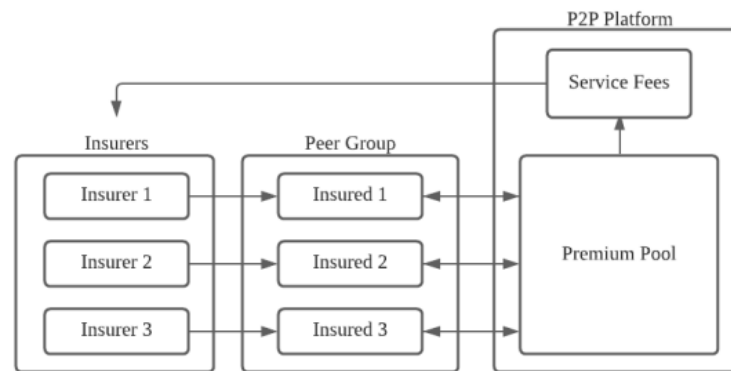 P2P Platform
Service Fees
Insurers
Peer Group
Insurer 1
Insured 1
Insurer 2
Insured 2
Premium Pool
Insurer 3
Insured 3